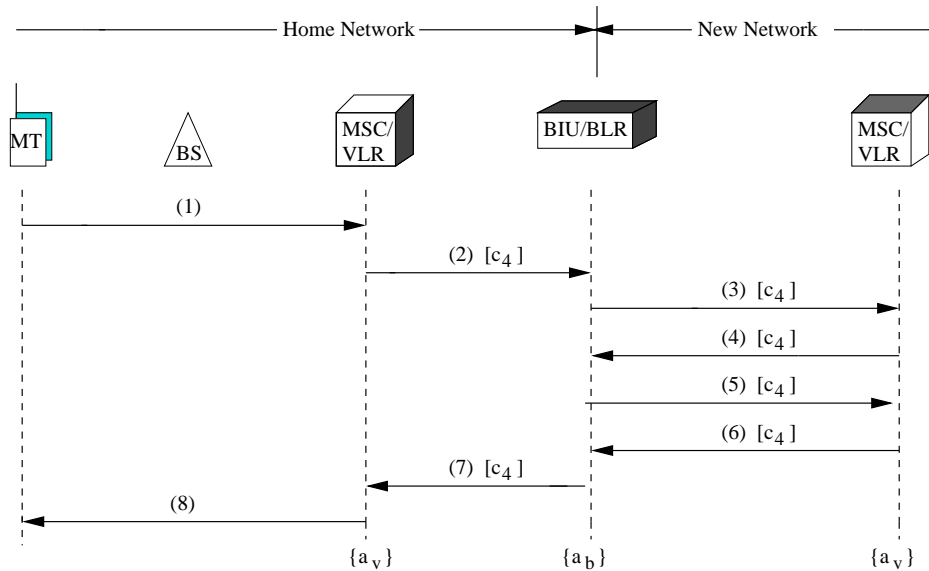 Home Network
New Network
MT
BS
MSC/
VLR
BIU/BLR
MSC/
VLR
(1)
(2) [c4]
(3) [c4]
(4) [c4]
(5) [c4]
(6) [c4]
(7) [c4]
(8)
{av}
{ab}
{av}